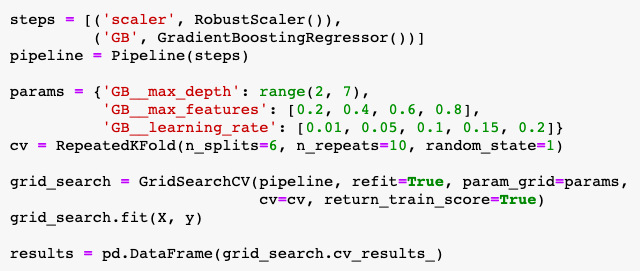 steps = [('scaler', RobustScaler()),
         ('GB', GradientBoostingRegressor())]
pipeline = Pipeline(steps)

params = {'GB__max_depth': range(2, 7),
          'GB__max_features': [0.2, 0.4, 0.6, 0.8],
          'GB__learning_rate': [0.01, 0.05, 0.1, 0.15, 0.2]}
cv = RepeatedKFold(n_splits=6, n_repeats=10, random_state=1)

grid_search = GridSearchCV(pipeline, refit=True, param_grid=params,
                           cv=cv, return_train_score=True)
grid_search.fit(X, y)

results = pd.DataFrame(grid_search.cv_results_)